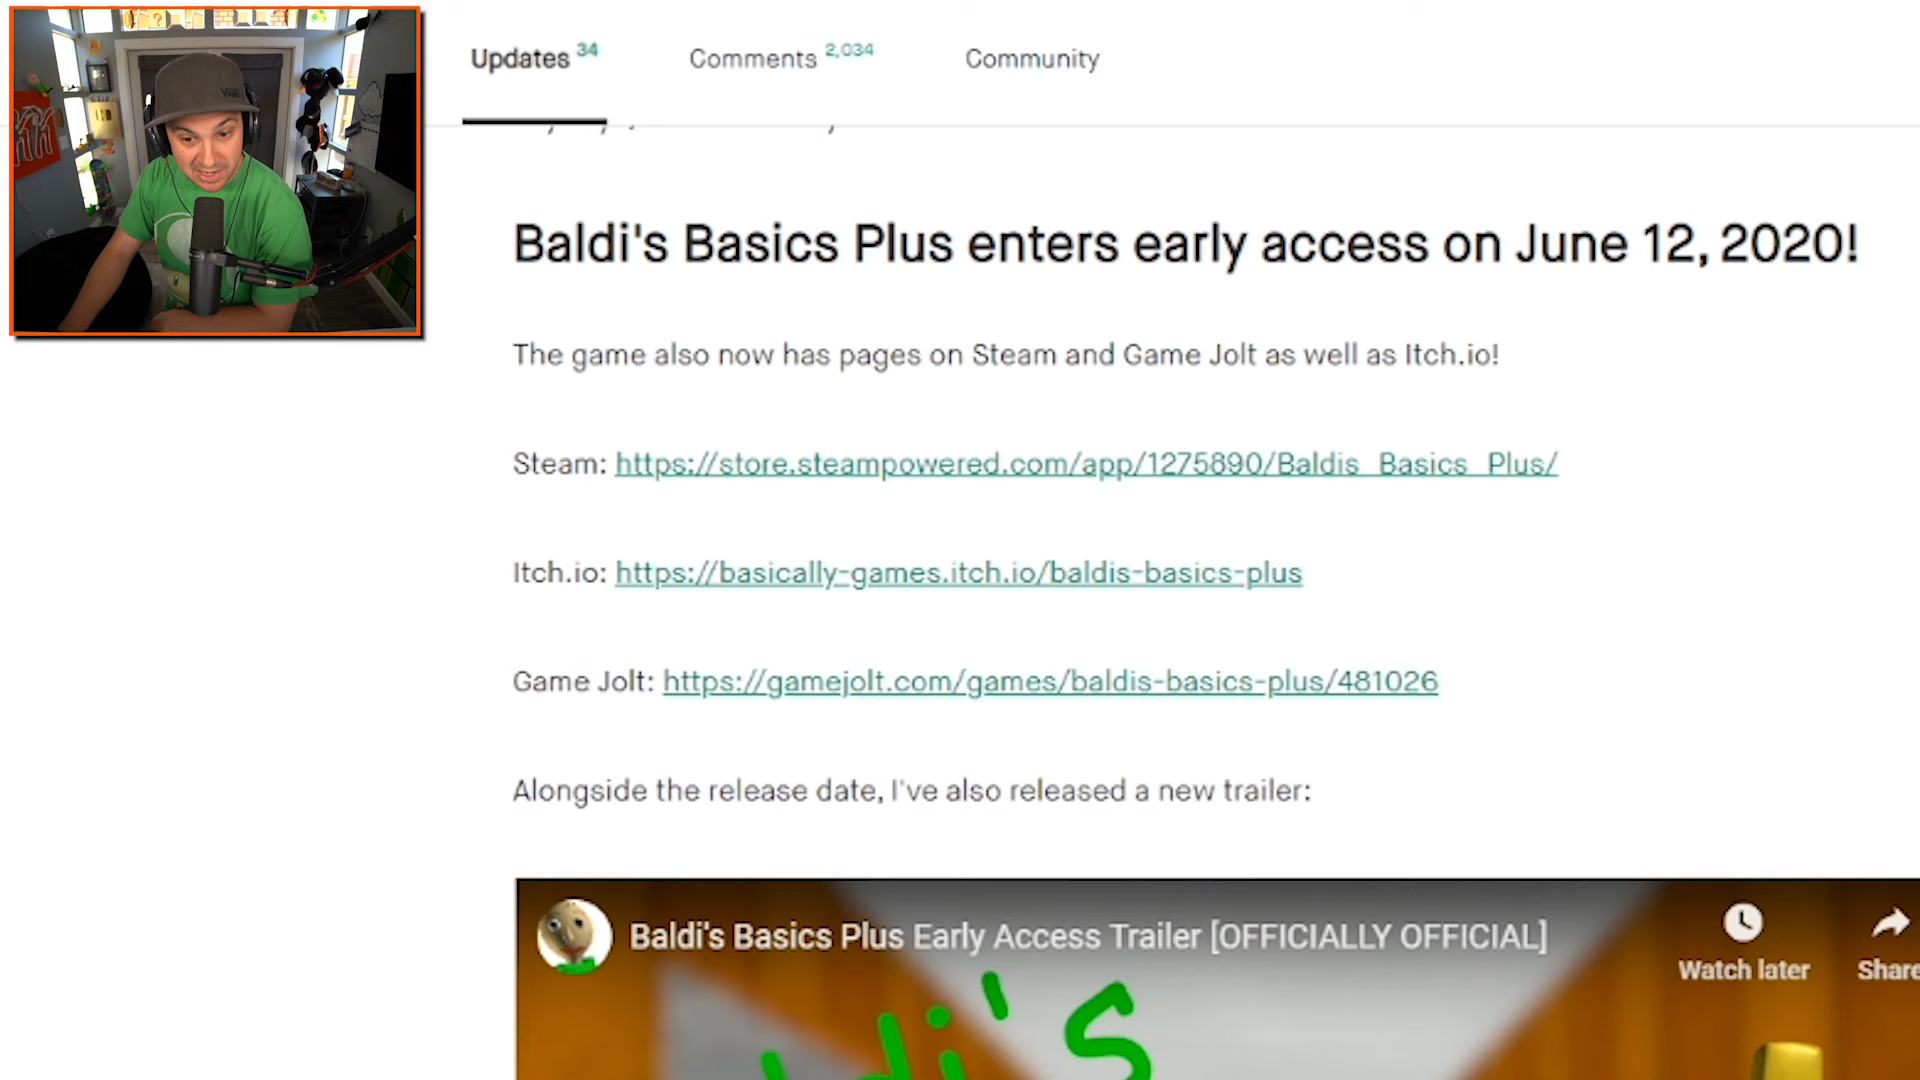 Updates 34
Comments 2,034
Community
Baldi's Basics Plus enters early access on June 12, 2020!
The game also now has pages on Steam and Game Jolt as well as Itch.io!
Steam: https://store.steampowered.com/app/1275890/Baldis_Basics_Plus/
Itch.io: https://basically-games.itch.io/baldis-basics-plus
Game Jolt: https://gamejolt.com/games/baldis-basics-plus/481026
Alongside the release date, I've also released a new trailer:
Baldi's Basics Plus Early Access Trailer [OFFICIALLY OFFICIAL]
Watch later
Share